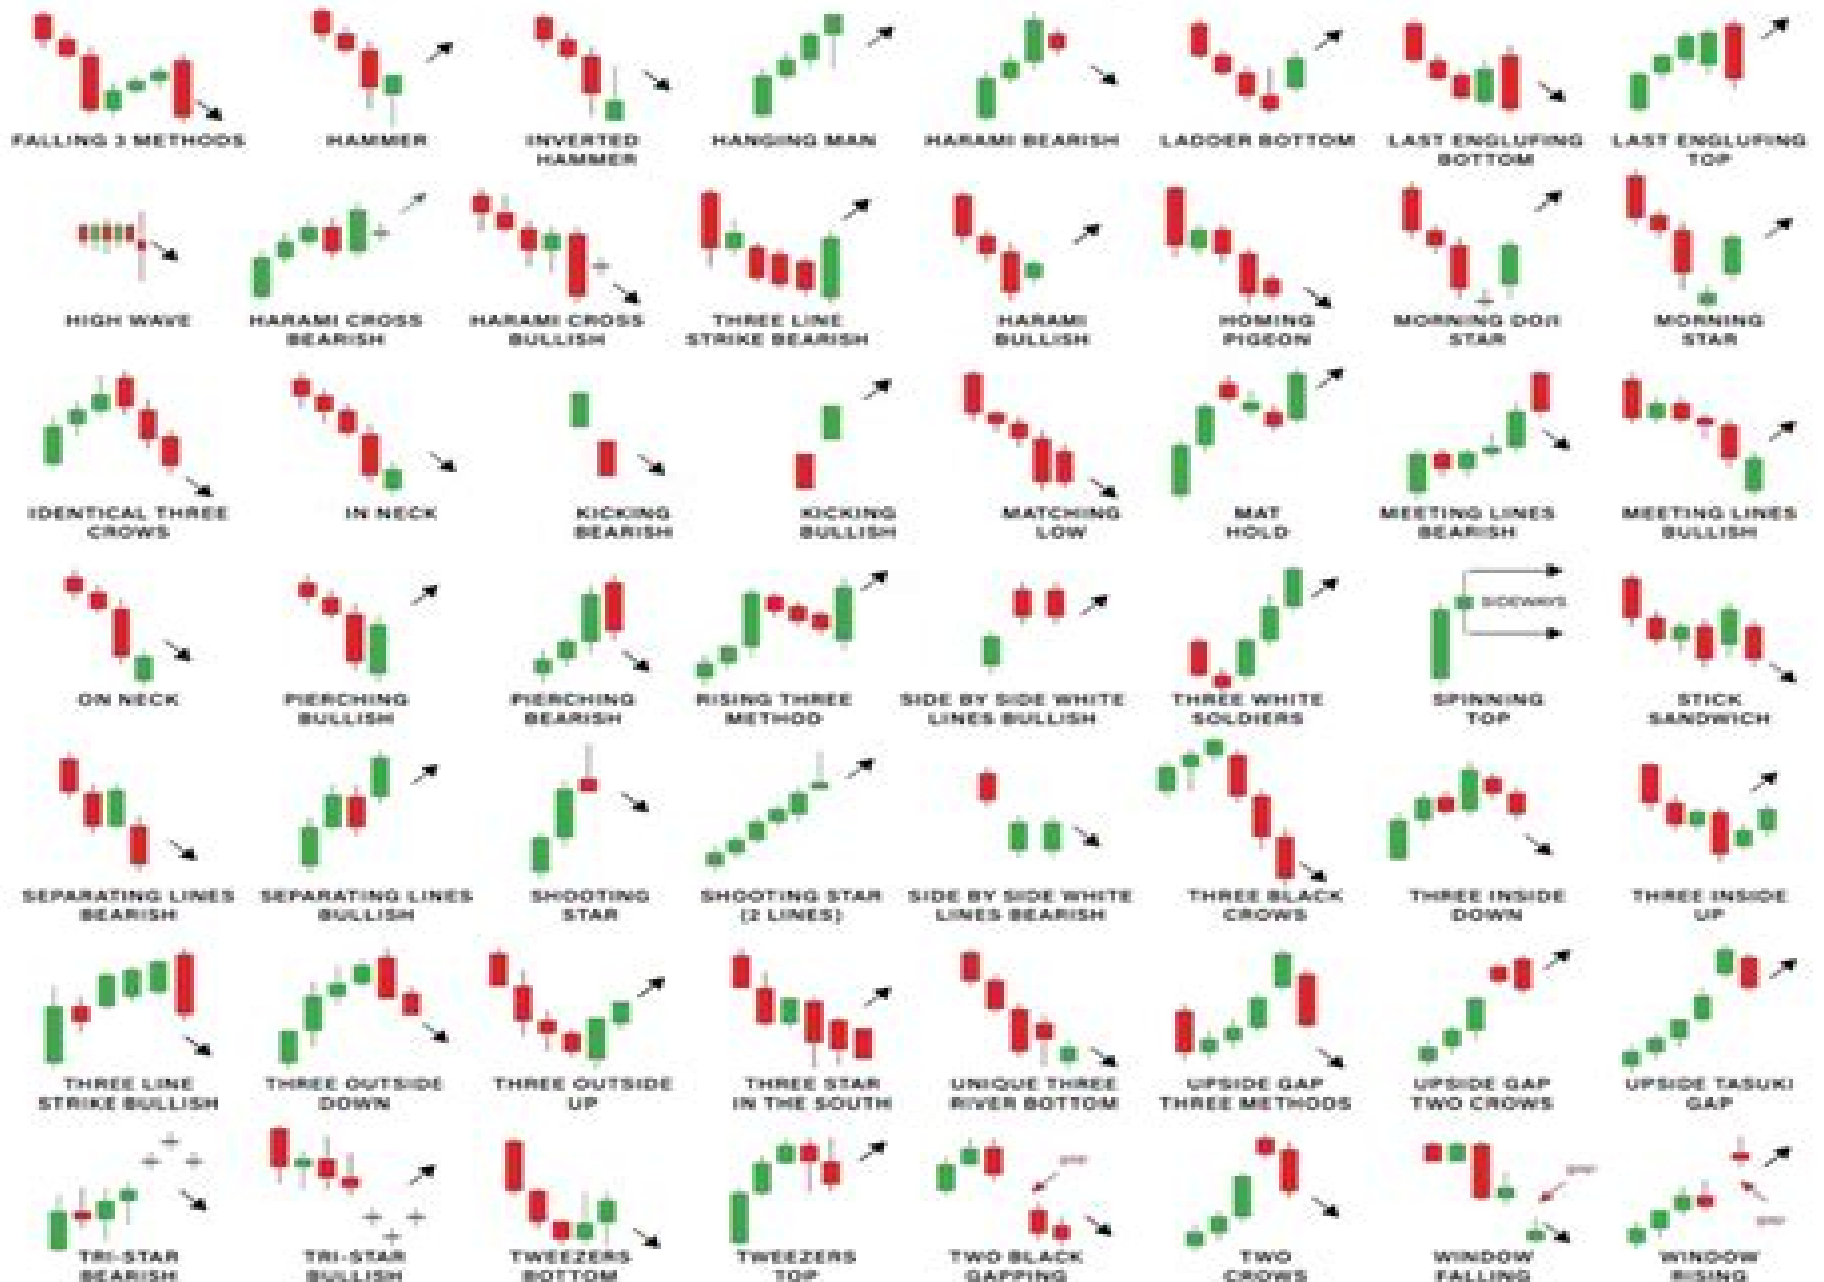 FALLING 3 METHODS
HAMMER
INVERTED
HAMMER
HANGING MAN
HARAMI BEARISH
LADDER BOTTOM
LAST ENGLUFING
BOTTOM
LAST ENGLUFING
TOP
HIGH WAVE
HARAMI CROSS
BEARISH
HARAMI CROSS
BULLISH
THREE LINE
STRIKE BEARISH
HARAMI
BULLISH
HOMING
PIGEON
MORNING DOJI
STAR
MORNING
STAR
IDENTICAL THREE
CROWS
IN NECK
KICKING
BEARISH
KICKING
BULLISH
MATCHING
LOW
MAT
HOLD
MEETING LINES
BEARISH
MEETING LINES
BULLISH
ON NECK
PIERCHING
BULLISH
PIERCHING
BEARISH
RISING THREE
METHOD
SIDE BY SIDE WHITE
LINES BULLISH
THREE WHITE
SOLDIERS
SIDEWAYS
SPINNING
TOP
STICK
SANDWICH
SEPARATING LINES
BEARISH
SEPARATING LINES
BULLISH
SHOOTING
STAR
SHOOTING STAR
(2 LINES)
SIDE BY SIDE WHITE
LINES BEARISH
THREE BLACK
CROWS
THREE INSIDE
DOWN
THREE INSIDE
UP
THREE LINE
STRIKE BULLISH
THREE OUTSIDE
DOWN
THREE OUTSIDE
UP
THREE STAR
IN THE SOUTH
UNIQUE THREE
RIVER BOTTOM
UPSIDE GAP
THREE METHODS
UPSIDE GAP
TWO CROWS
UPSIDE TASUKI
GAP
TRI-STAR
BEARISH
TRI-STAR
BULLISH
TWEEZERS
BOTTOM
TWEEZERS
TOP
TWO BLACK
GAPPING
TWO
CROWS
WINDOW
FALLING
WINDOW
RISING